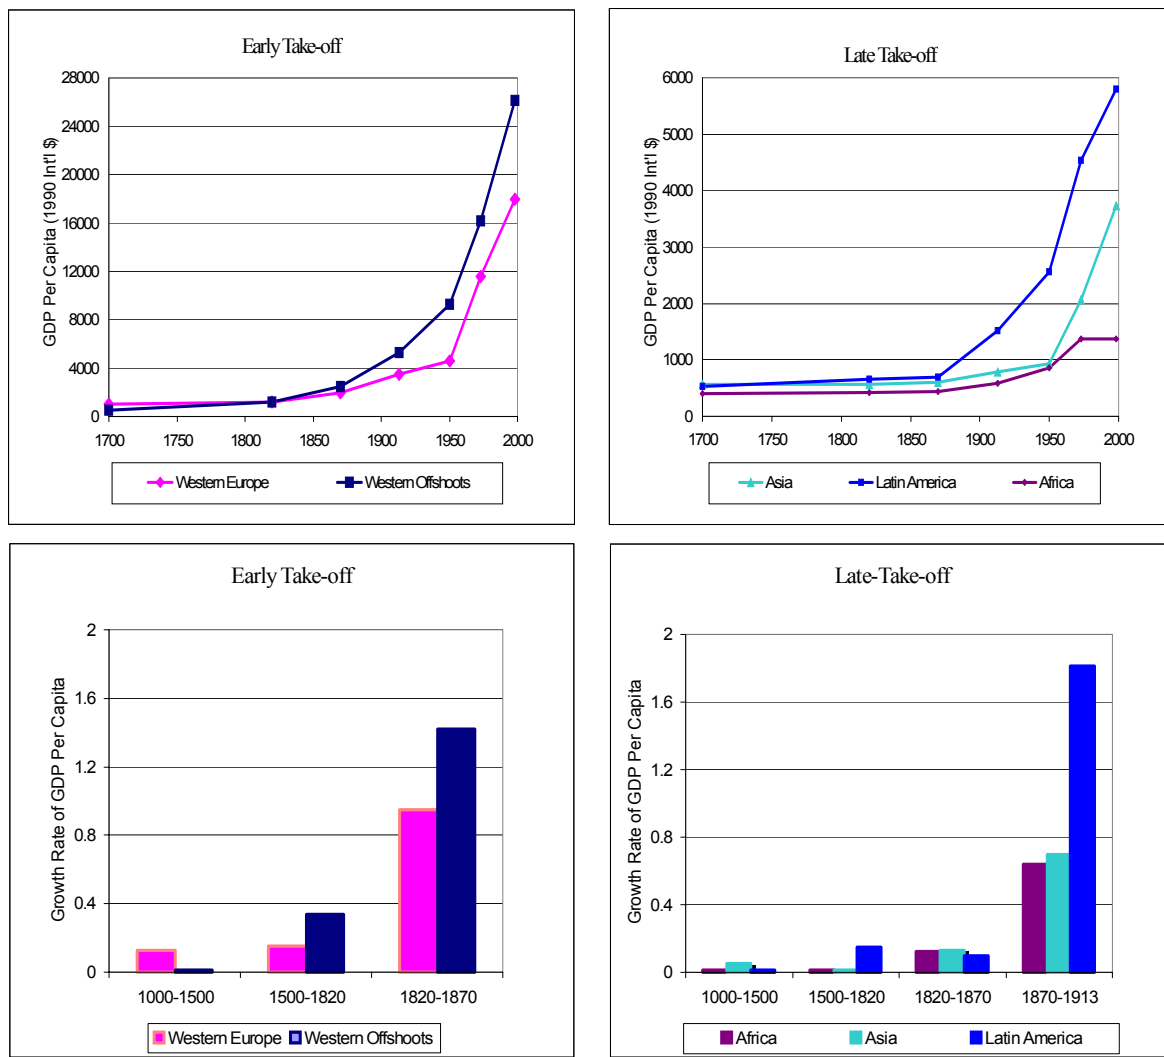 Early Take-off
GDP Per Capita (1990 Int'l $)
28000
24000
20000
16000
12000
8000
4000
0
1700 1750 1800 1850 1900 1950 2000
Western Europe Western Offshoots
Late Take-off
GDP Per Capita (1990 Int'l $)
6000
5000
4000
3000
2000
1000
0
1700 1750 1800 1850 1900 1950 2000
Asia Latin America Africa
Early Take-off
Growth Rate of GDP Per Capita
2
1.6
1.2
0.8
0.4
0
1000-1500 1500-1820 1820-1870
Western Europe Western Offshoots
Late-Take-off
Growth Rate of GDP Per Capita
2
1.6
1.2
0.8
0.4
0
1000-1500 1500-1820 1820-1870 1870-1913
Africa Asia Latin America